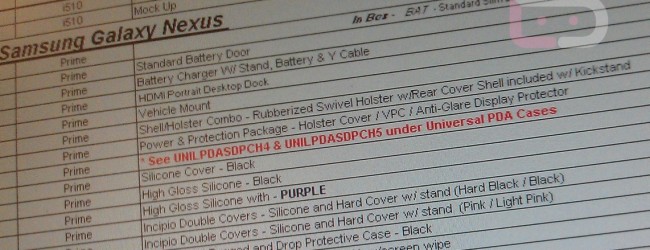 i510
i510 Mock Up
Samsung Galaxy Nexus In Box - BAT - Standard
Prime Standard Battery Door
Prime Battery Charger W/ Stand, Battery & Y Cable
Prime HDMI Portrait Desktop Dock
Prime Vehicle Mount
Prime Shell/Holster Combo - Rubberized Swivel Holster w/Rear Cover Shell included w/ Kickstand
Prime Power & Protection Package - Holster Cover / VPC / Anti-Glare Display Protector
Prime * See UNILPDASDPCH4 & UNILPDASDPCH5 under Universal PDA Cases
Prime Silicone Cover - Black
Prime High Gloss Silicone - Black
Prime High Gloss Silicone with - PURPLE
Prime Incipio Double Covers - Silicone and Hard Cover w/ stand (Hard Black / Black)
Incipio Double Covers - Silicone and Hard Cover w/ stand (Pink / Light Pink)
and Drop Protective Case - Black
screen wipe